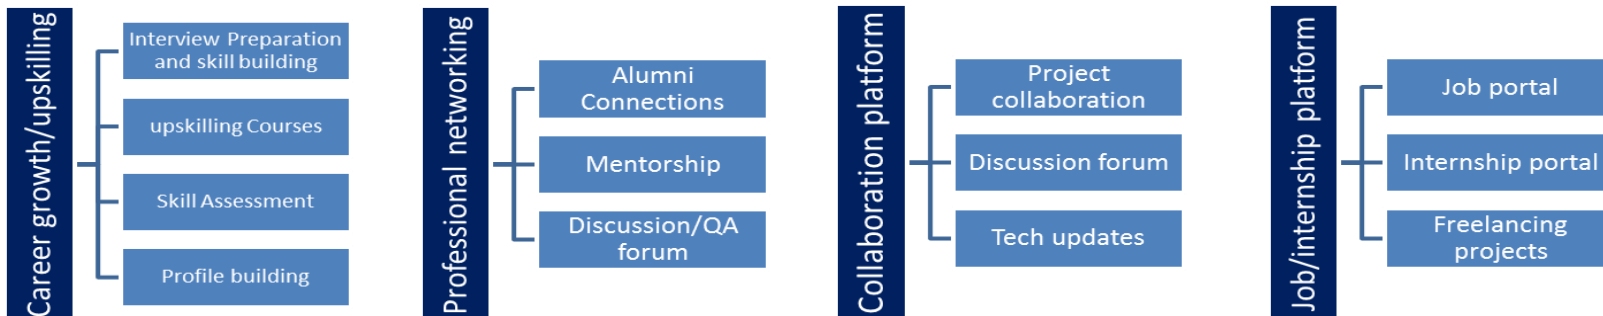 Career growth/upskilling
Interview Preparation
and skill building
upskilling Courses
Skill Assessment
Profile building
Professional networking
Alumni
Connections
Mentorship
Discussion/QA
forum
Collaboration platform
Project
collaboration
Discussion forum
Tech updates
Job/internship platform
Job portal
Internship portal
Freelancing
projects